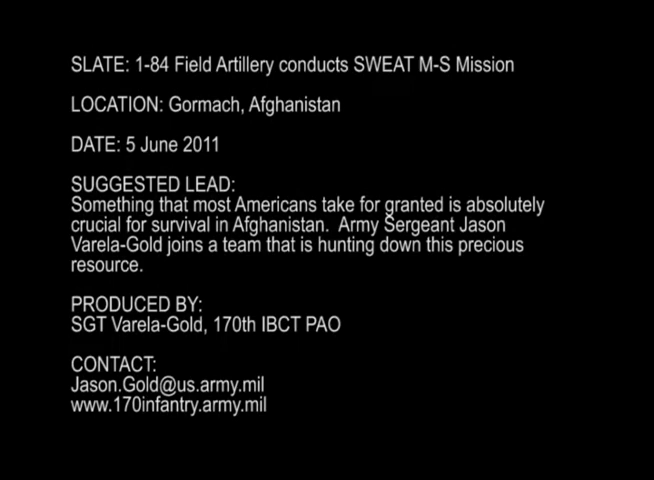 SLATE: 1-84 Field Artillery conducts SWEAT M-S Mission
LOCATION: Gormach, Afghanistan
DATE: 5 June 2011
SUGGESTED LEAD:
Something that most Americans take for granted is absolutely
crucial for survival in Afghanistan.  Army Sergeant Jason
Varela-Gold joins a team that is hunting down this precious
resource.
PRODUCED BY:
SGT Varela-Gold, 170th IBCT PAO
CONTACT:
Jason.Gold@us.army.mil
www.170infantry.army.mil